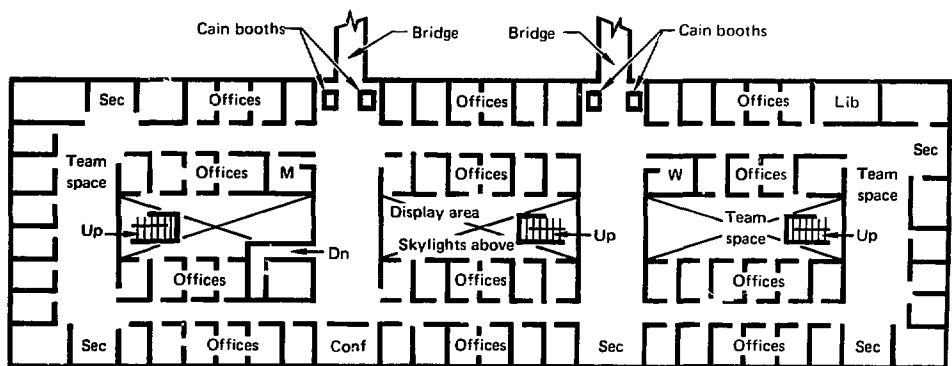 Cain booths
Bridge
Bridge
Cain booths
Sec
Offices
Offices
Offices
Lib
Sec
Team
space
Offices
M
Offices
W
Offices
Team
space
Display area
Skylights above
Team
space
Up
Dn
Up
Up
Offices
Offices
Offices
Sec
Offices
Conf
Offices
Sec
Offices
Sec